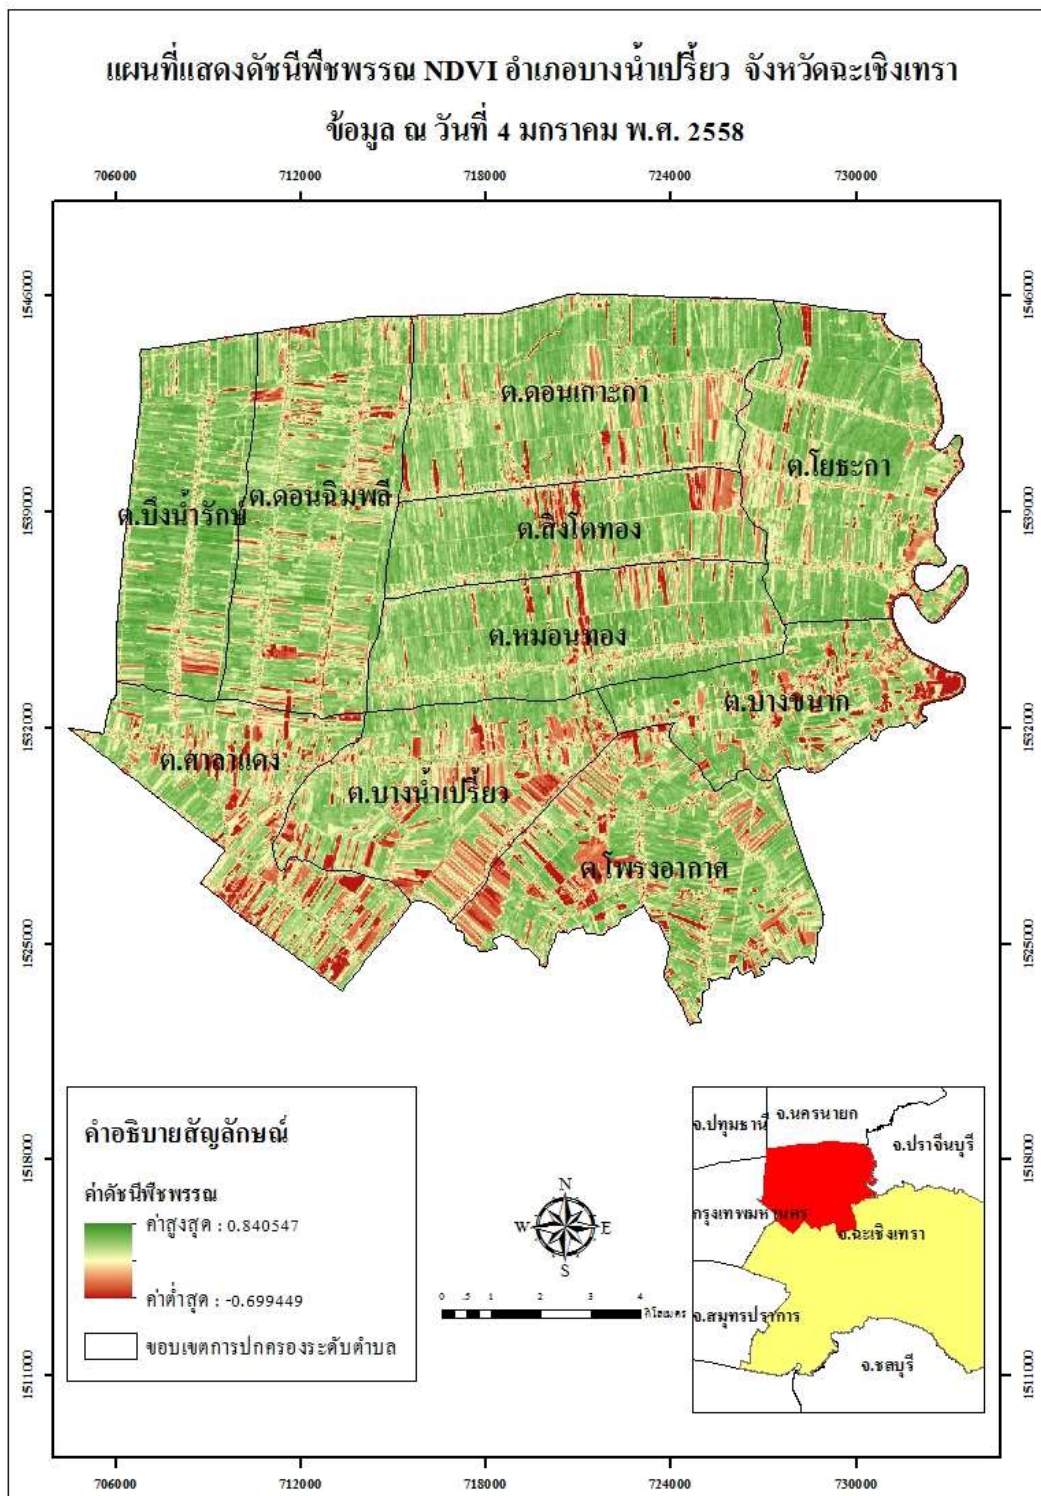 แผนที่แสดงดัชนีพืชพรรณ NDVI อำเภอบางน้ำเปรี้ยว จังหวัดฉะเชิงเทรา
ข้อมูล ณ วันที่ 4 มกราคม พ.ศ. 2558
706000 712000 718000 724000 730000
1546000 1546000
ต.ดอนเกาะกา
ต.โยธะกา
ต.ดอนฉิมพลี
ต.บึงน้ำรักษ์
1539000 1539000
ต.สิงโตทอง
ต.หมอนทอง
ต.บางขนาก
1532000 1532000
ต.ศาลาแดง
ต.บางน้ำเปรี้ยว
ต.โพรงอากาศ
1525000 1525000
คำอธิบายสัญลักษณ์
ค่าดัชนีพืชพรรณ
ค่าสูงสุด : 0.840547
ค่าต่ำสุด : -0.699449
ขอบเขตการปกครองระดับตำบล
N
W E
S
0 .5 1 2 3 4
กิโลเมตร
จ.นครนายก
จ.ปทุมธานี
จ.ปราจีนบุรี
กรุงเทพมหานคร
จ.ฉะเชิงเทรา
จ.สมุทรปราการ
จ.ชลบุรี
1518000 1518000
1511000 1511000
706000 712000 718000 724000 730000